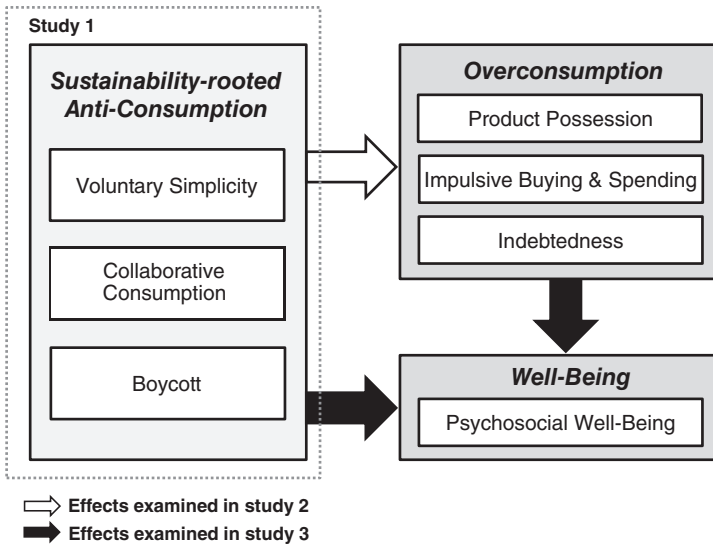 Study 1
Sustainability-rooted
Anti-Consumption
Voluntary Simplicity
Collaborative
Consumption
Boycott
Overconsumption
Product Possession
Impulsive Buying & Spending
Indebtedness
Well-Being
Psychosocial Well-Being
Effects examined in study 2
Effects examined in study 3